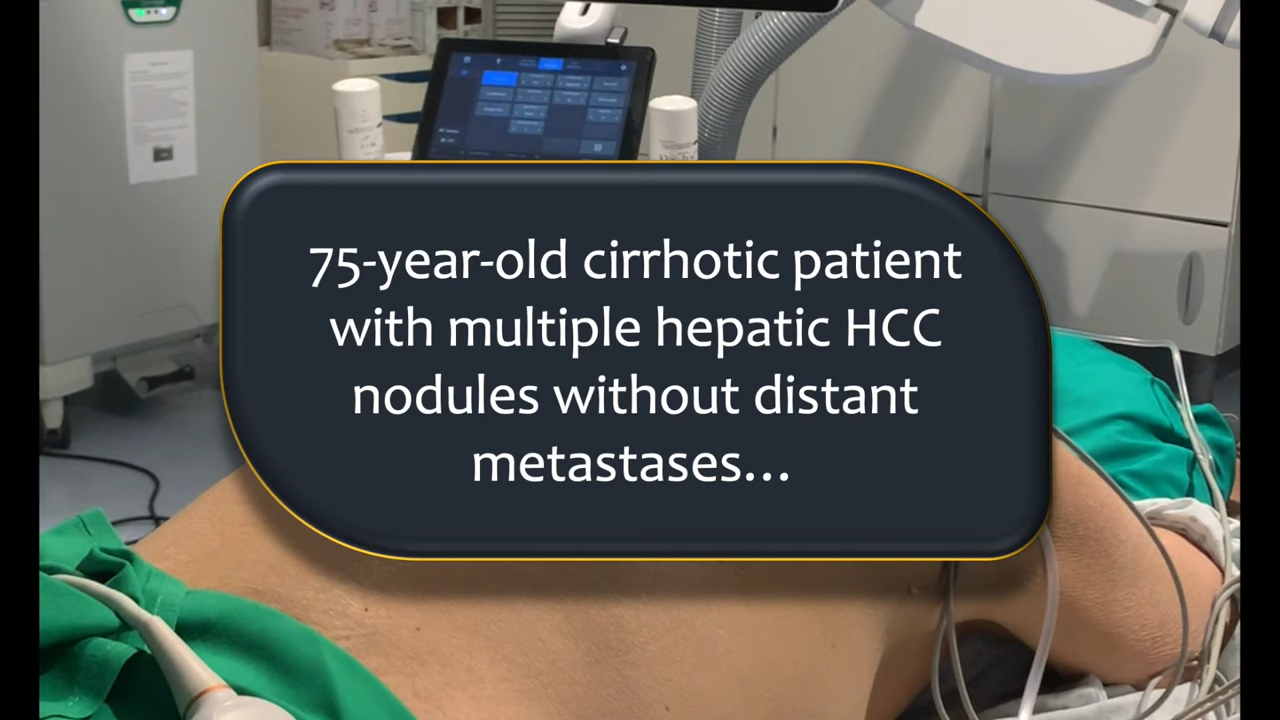 75-year-old cirrhotic patient
with multiple hepatic HCC
nodules without distant
metastases...